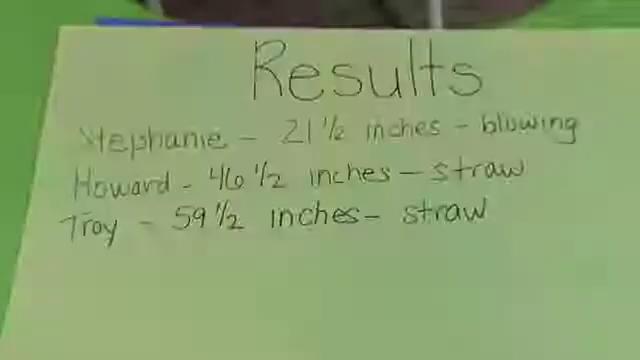 Results
Stephanie - 21 1/2 inches - blowing
Howard - 46 1/2 inches - straw
Troy - 59 1/2 inches - straw